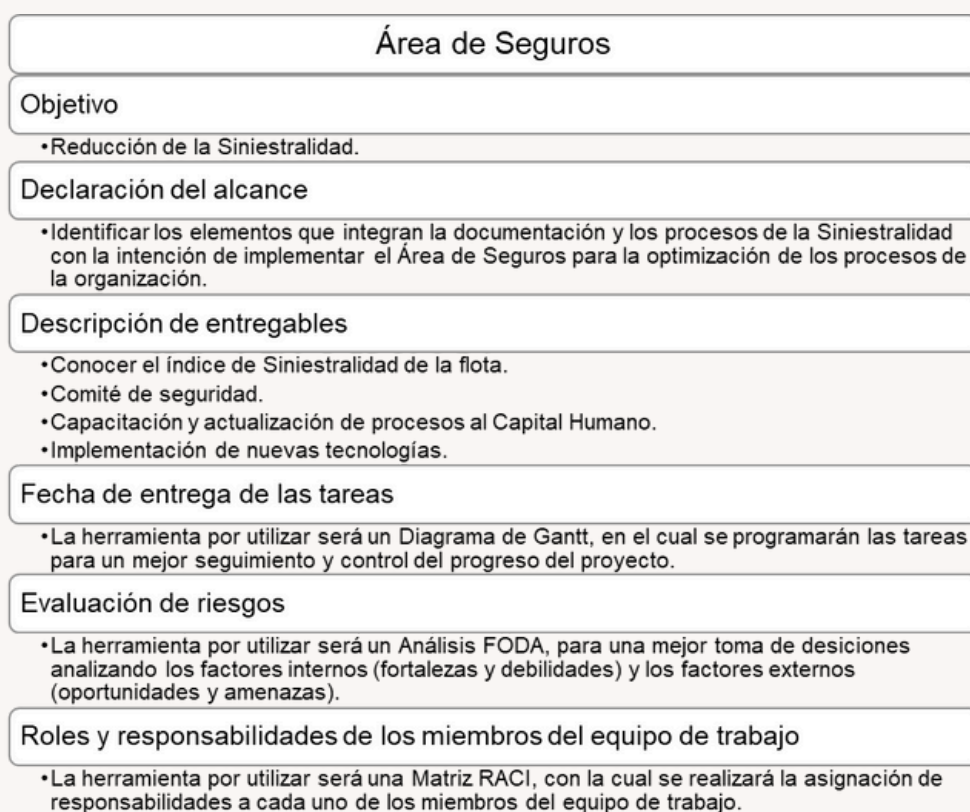 Área de Seguros
Objetivo
•Reducción de la Siniestralidad.
Declaración del alcance
•Identificar los elementos que integran la documentación y los procesos de la Siniestralidad
con la intención de implementar el Área de Seguros para la optimización de los procesos de
la organización.
Descripción de entregables
•Conocer el índice de Siniestralidad de la flota.
•Comité de seguridad.
•Capacitación y actualización de procesos al Capital Humano.
•Implementación de nuevas tecnologías.
Fecha de entrega de las tareas
•La herramienta por utilizar será un Diagrama de Gantt, en el cual se programarán las tareas
para un mejor seguimiento y control del progreso del proyecto.
Evaluación de riesgos
•La herramienta por utilizar será un Análisis FODA, para una mejor toma de desiciones
analizando los factores internos (fortalezas y debilidades) y los factores externos
(oportunidades y amenazas).
Roles y responsabilidades de los miembros del equipo de trabajo
•La herramienta por utilizar será una Matriz RACI, con la cual se realizará la asignación de
responsabilidades a cada uno de los miembros del equipo de trabajo.